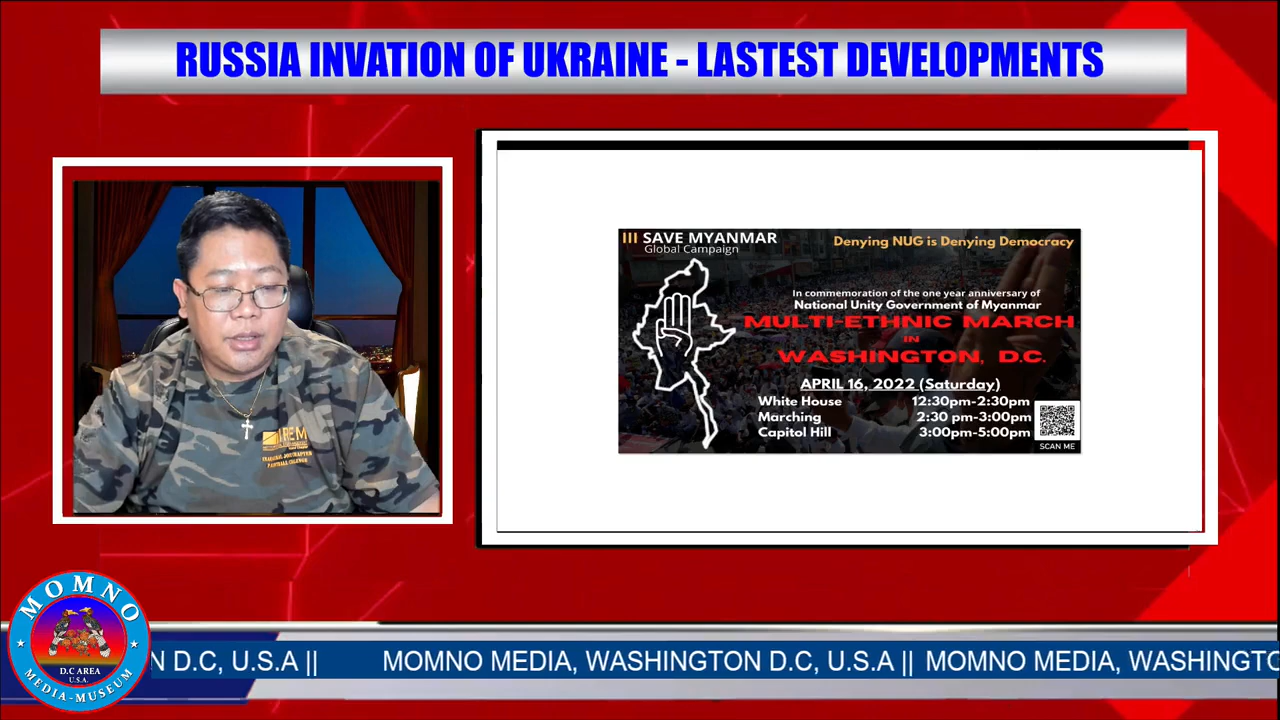 RUSSIA INVATION OF UKRAINE - LASTEST DEVELOPMENTS
III SAVE MYANMAR
Global Campaign
Denying NUG is Denying Democracy
In commemoration of the one year anniversary of
National Unity Government of Myanmar
MULTI-ETHNIC MARCH
IN
WASHINGTON, D.C.
APRIL 16, 2022 (Saturday)
White House 12:30pm-2:30pm
Marching 2:30 pm-3:00pm
Capitol Hill 3:00pm-5:00pm
SCAN ME
MOMNO
D.C AREA
U.S.A.
MEDIA-MUSEUM
N D.C, U.S.A || MOMNO MEDIA, WASHINGTON D.C, U.S.A || MOMNO MEDIA, WASHINGTO